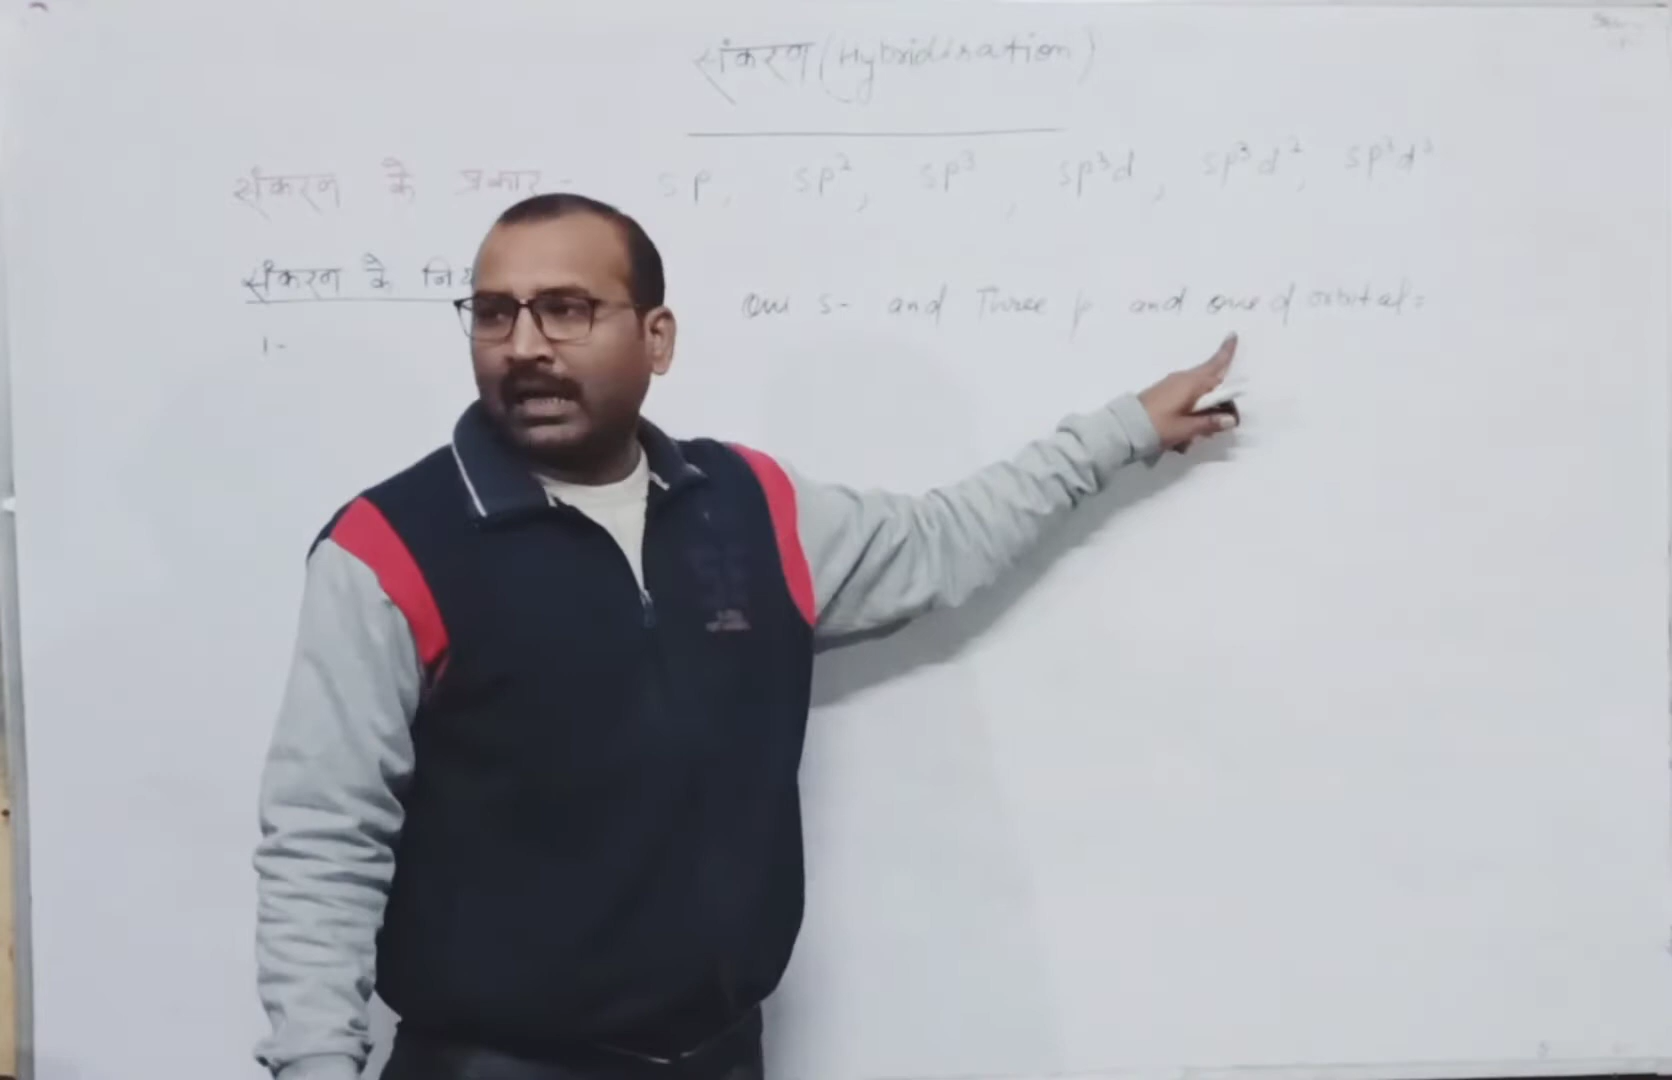 संकरण (Hybridisation)
संकरण के प्रकार - sp, sp², sp³, sp³d, sp³d², sp³d³
संकरण के निय
1- One s- and Three p and one d orbital =